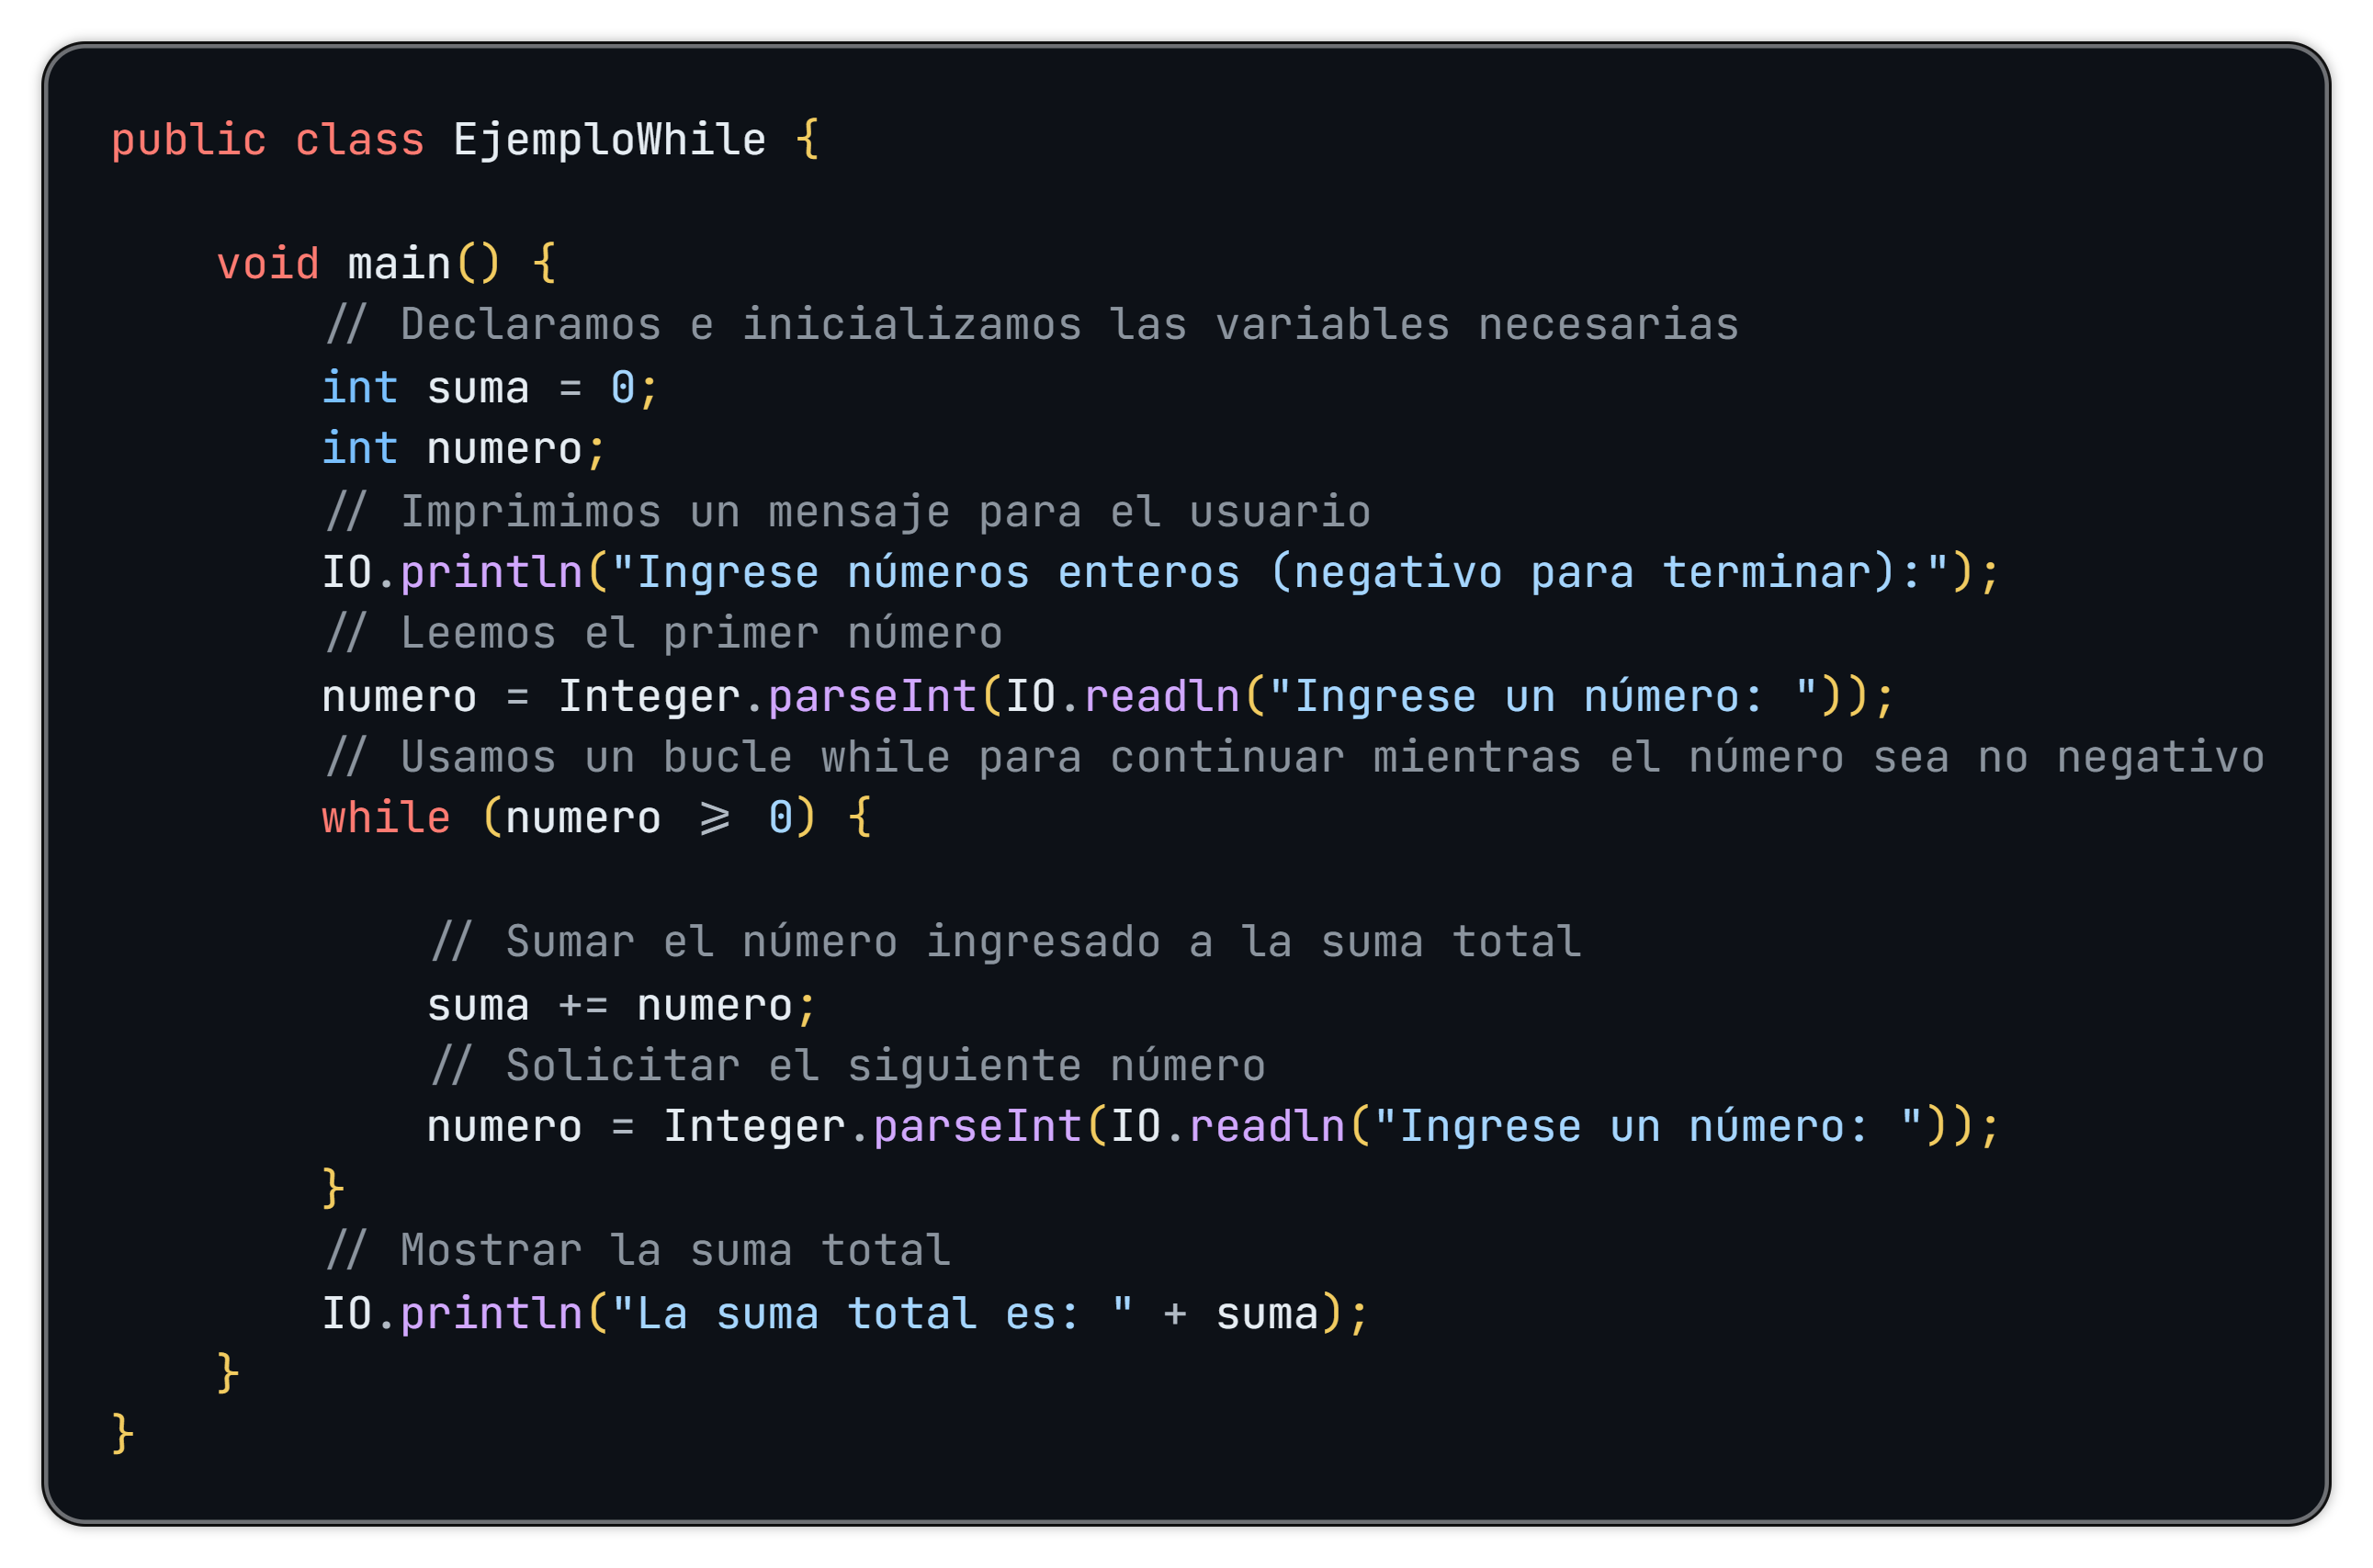 public class EjemploWhile {
void main() {
// Declaramos e inicializamos las variables necesarias
int suma = 0;
int numero;
// Imprimimos un mensaje para el usuario
IO.println("Ingrese números enteros (negativo para terminar):");
// Leemos el primer número
numero = Integer.parseInt(IO.readln("Ingrese un número: "));
// Usamos un bucle while para continuar mientras el número sea no negativo
while (numero >= 0) {
// Sumar el número ingresado a la suma total
suma += numero;
// Solicitar el siguiente número
numero = Integer.parseInt(IO.readln("Ingrese un número: "));
}
// Mostrar la suma total
IO.println("La suma total es: " + suma);
}
}